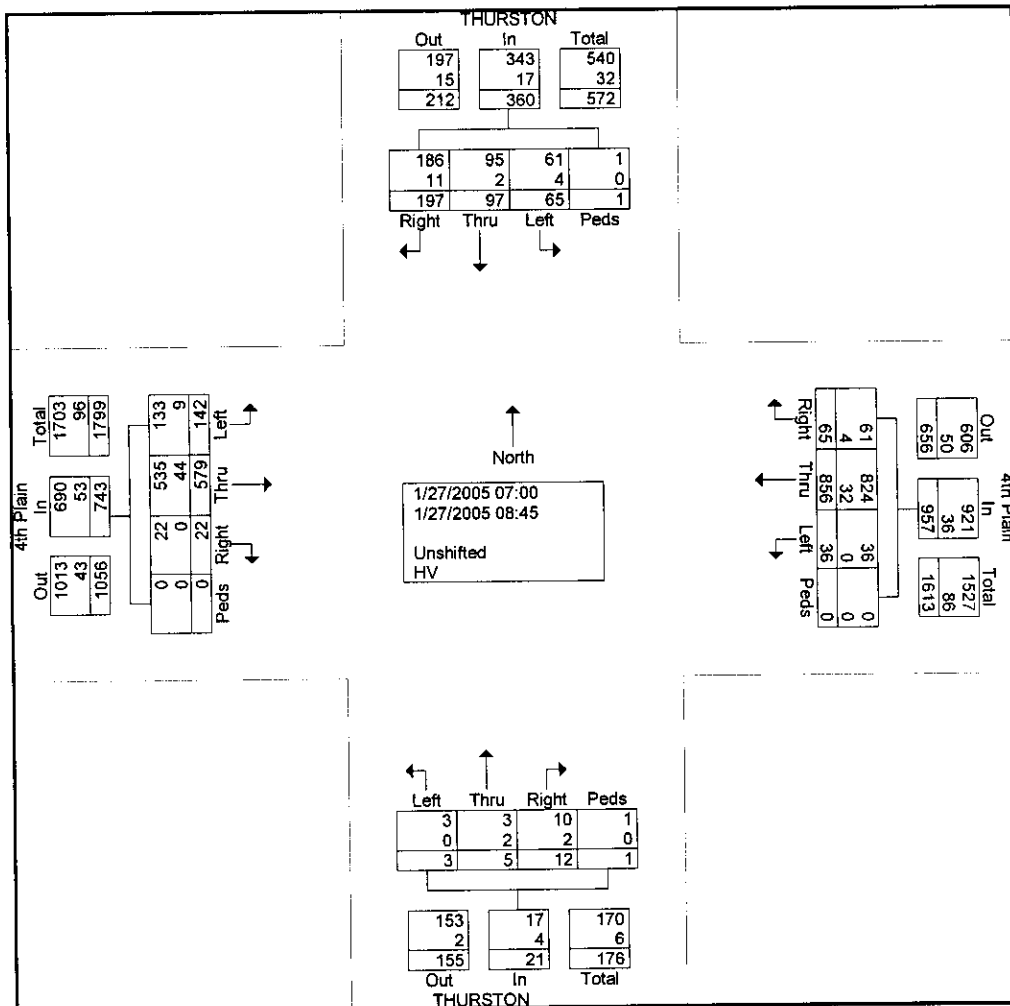 THURSTON
Out In Total
197 343 540
15 17 32
212 360 572
186 95 61 1
11 2 4 0
197 97 65 1
Right Thru Left Peds
4th Plain
Total In Out
1703 690 1013
96 53 43
1799 743 1056
133 535 22 0
9 44 0 0
142 579 22 0
Left Thru Right Peds
North
1/27/2005 07:00
1/27/2005 08:45
Unshifted
HV
4th Plain
Out In Total
606 921 1527
50 36 86
656 957 1613
61 824 36 0
4 32 0 0
65 856 36 0
Right Thru Left Peds
Left Thru Right Peds
3 3 10 1
0 2 2 0
3 5 12 1
153 17 170
2 4 6
155 21 176
Out In Total
THURSTON